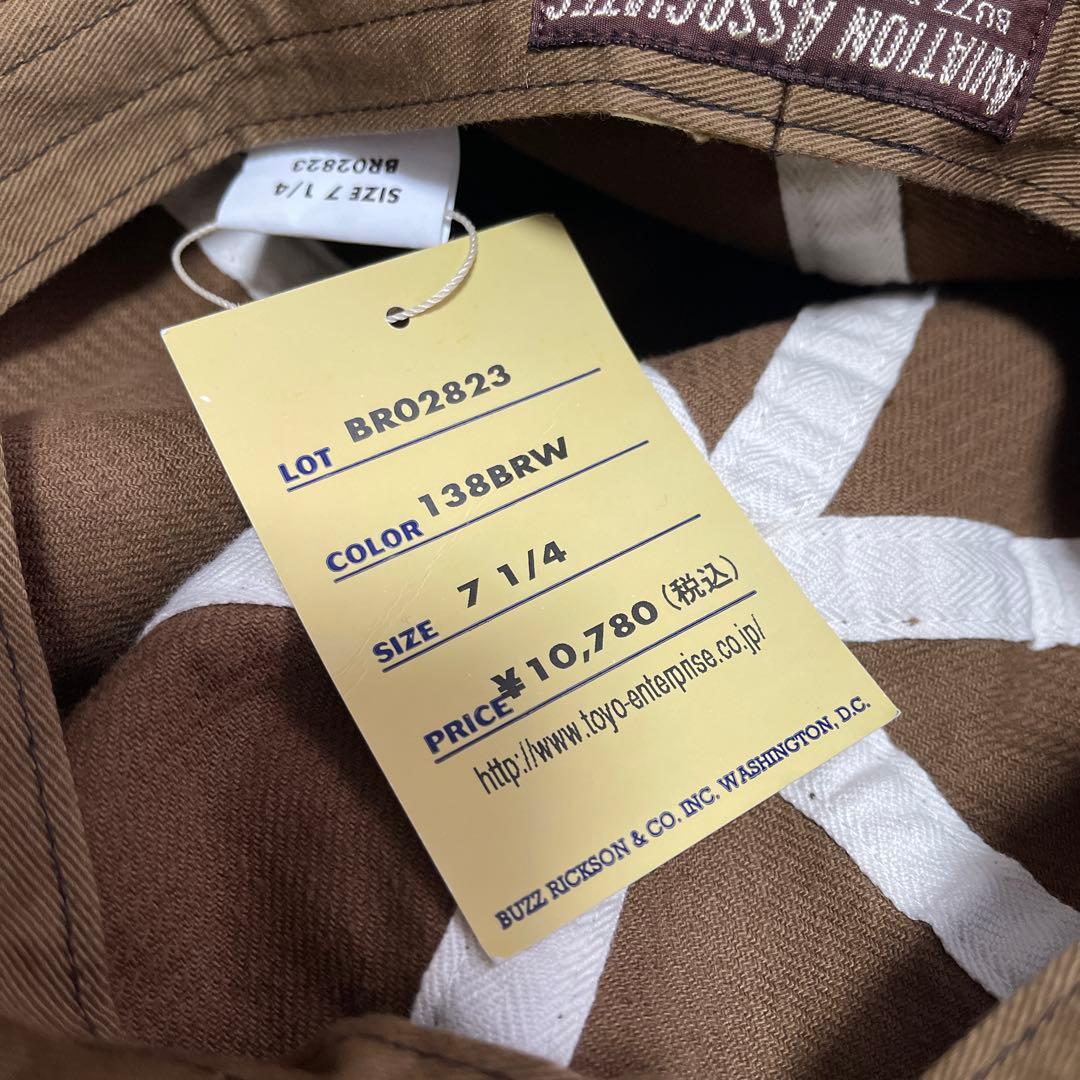 AVIATION ASSOCIATES
BUZZ
SIZE 7 1/4
BR02823
LOT BR02823
COLOR 138BRW
SIZE 7 1/4
PRICE ¥10,780(税込)
http://www.toyo-enterprise.co.jp/
BUZZ RICKSON & CO. INC. WASHINGTON, D.C.